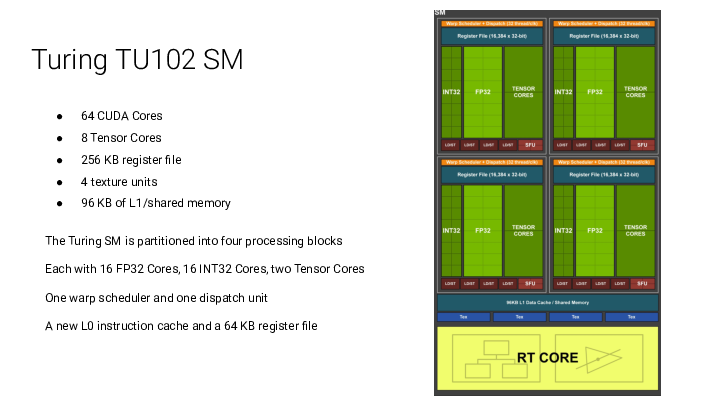 Turing TU102 SM
● 64 CUDA Cores
● 8 Tensor Cores
● 256 KB register file
● 4 texture units
● 96 KB of L1/shared memory
The Turing SM is partitioned into four processing blocks
Each with 16 FP32 Cores, 16 INT32 Cores, two Tensor Cores
One warp scheduler and one dispatch unit
A new L0 instruction cache and a 64 KB register file
SM
Warp Scheduler + Dispatch (32 thread/clk)
Register File (16,384 x 32-bit)
INT32 FP32 TENSOR CORES
LD/ST LD/ST LD/ST LD/ST SFU
Warp Scheduler + Dispatch (32 thread/clk)
Register File (16,384 x 32-bit)
INT32 FP32 TENSOR CORES
LD/ST LD/ST LD/ST LD/ST SFU
Warp Scheduler + Dispatch (32 thread/clk)
Register File (16,384 x 32-bit)
INT32 FP32 TENSOR CORES
LD/ST LD/ST LD/ST LD/ST SFU
Warp Scheduler + Dispatch (32 thread/clk)
Register File (16,384 x 32-bit)
INT32 FP32 TENSOR CORES
LD/ST LD/ST LD/ST LD/ST SFU
96KB L1 Data Cache / Shared Memory
Tex Tex Tex Tex
RT CORE